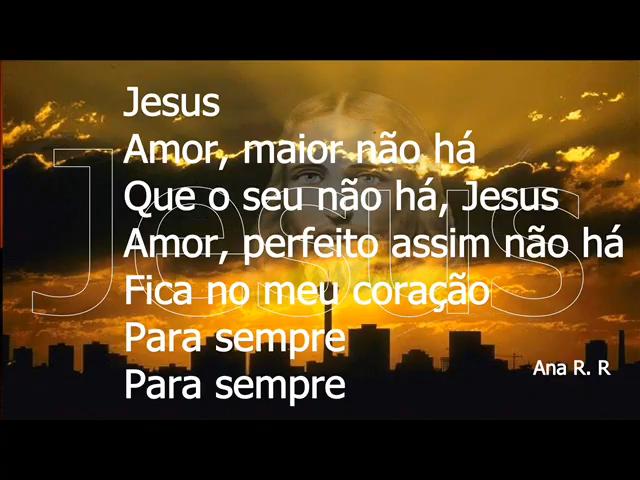 Jesus
Jesus
Amor, maior não há
Que o seu não há, Jesus
Amor, perfeito assim não há
Fica no meu coração
Para sempre
Para sempre
Ana R. R